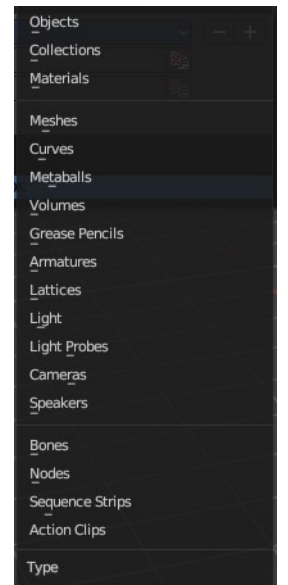 Objects
Collections
Materials
Meshes
Curves
Metaballs
Volumes
Grease Pencils
Armatures
Lattices
Light
Light Probes
Cameras
Speakers
Bones
Nodes
Sequence Strips
Action Clips
Type